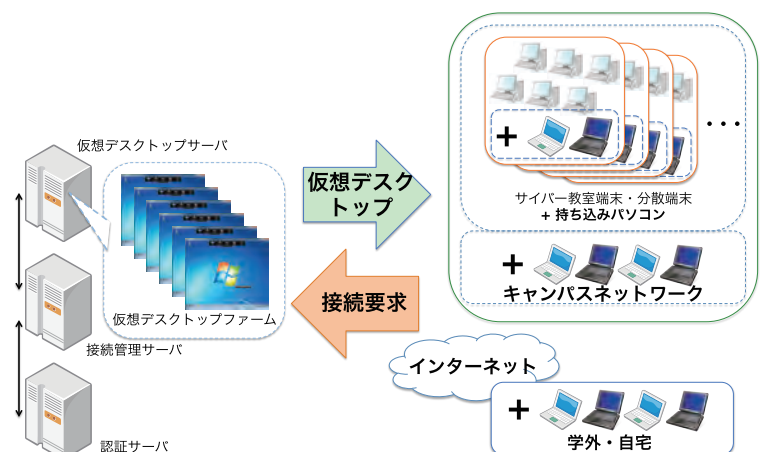 仮想デスクトップサーバ
仮想デスクトップファーム
接続管理サーバ
認証サーバ
仮想デスク
トップ
接続要求
+
・・・
サイバー教室端末・分散端末
+ 持ち込みパソコン
+
キャンパスネットワーク
インターネット
+
学外・自宅